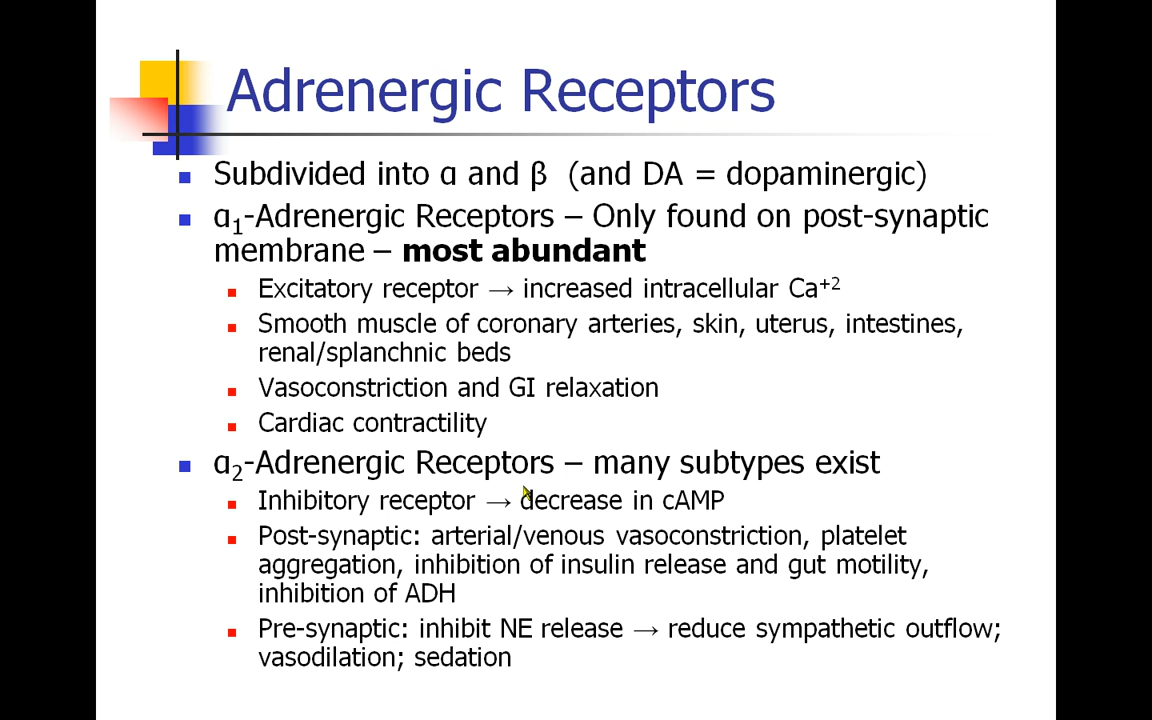 Adrenergic Receptors
Subdivided into α and β (and DA = dopaminergic)
α1-Adrenergic Receptors – Only found on post-synaptic
membrane – most abundant
Excitatory receptor → increased intracellular Ca+2
Smooth muscle of coronary arteries, skin, uterus, intestines,
renal/splanchnic beds
Vasoconstriction and GI relaxation
Cardiac contractility
α2-Adrenergic Receptors – many subtypes exist
Inhibitory receptor → decrease in cAMP
Post-synaptic: arterial/venous vasoconstriction, platelet
aggregation, inhibition of insulin release and gut motility,
inhibition of ADH
Pre-synaptic: inhibit NE release → reduce sympathetic outflow;
vasodilation; sedation